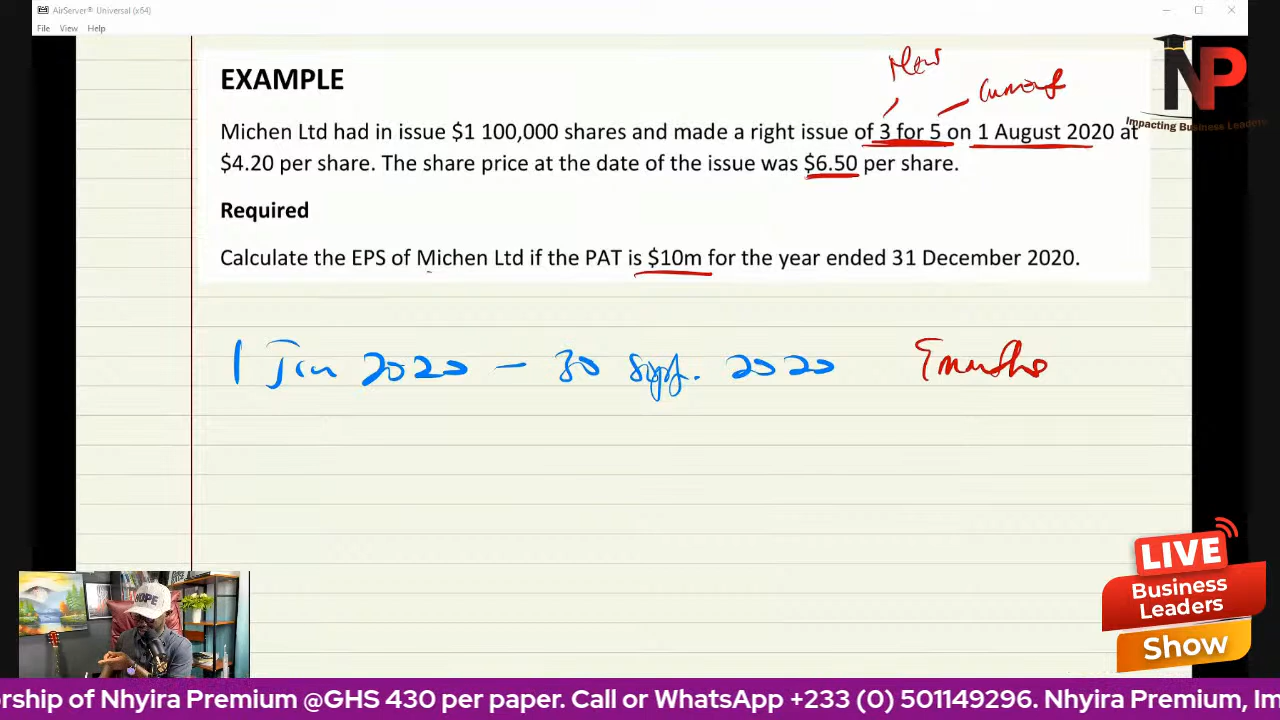 AirServer® Universal (x64)
File View Help
New
Current
EXAMPLE
Michen Ltd had in issue $1 100,000 shares and made a right issue of 3 for 5 on 1 August 2020 at
$4.20 per share. The share price at the date of the issue was $6.50 per share.
Required
Calculate the EPS of Michen Ltd if the PAT is $10m for the year ended 31 December 2020.
1 Jan 2020 – 30 Sept. 2020 9 months
NP
Impacting Business Leaders
HOPE
LIVE
Business
Leaders
Show
orship of Nhyira Premium @GHS 430 per paper. Call or WhatsApp +233 (0) 501149296. Nhyira Premium, Im